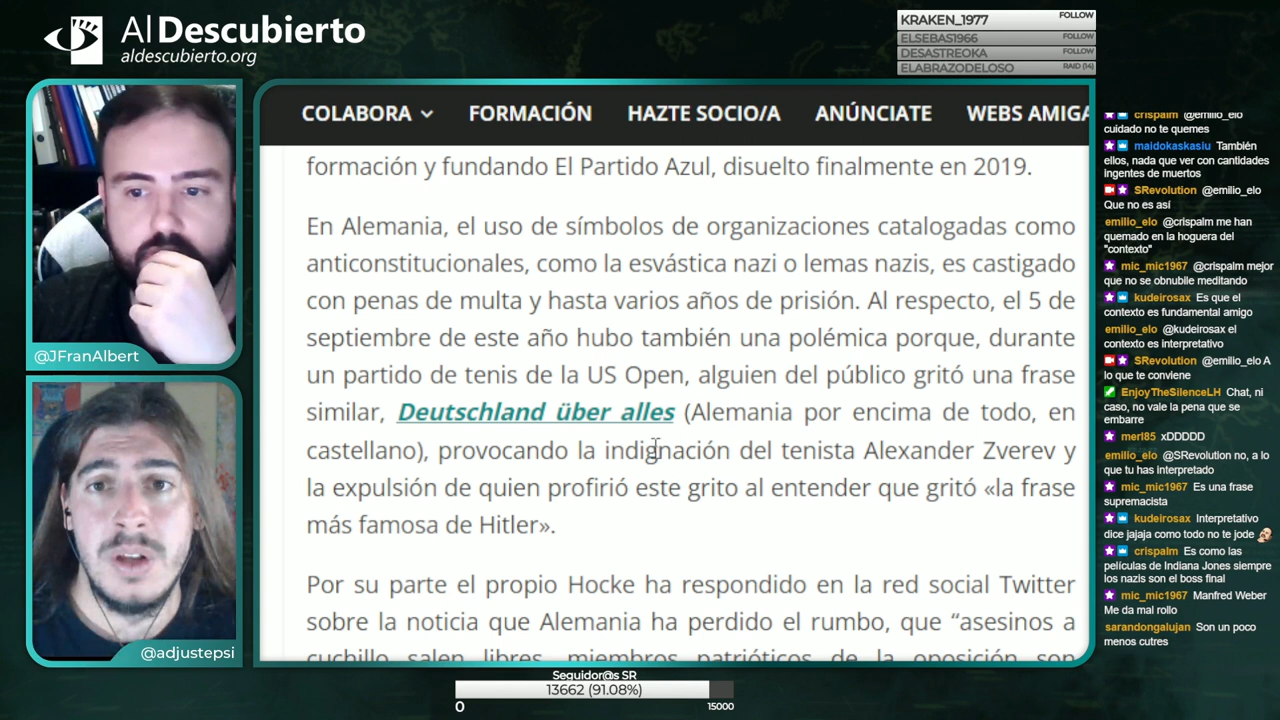 Al Descubierto
aldescubierto.org
KRAKEN_1977 FOLLOW
ELSEBAS1966 FOLLOW
DESASTREOKA FOLLOW
ELABRAZODELOSO RAID (14)
@JFranAlbert
@adjustepsi
COLABORA FORMACIÓN HAZTE SOCIO/A ANÚNCIATE WEBS AMIGA
formación y fundando El Partido Azul, disuelto finalmente en 2019.
En Alemania, el uso de símbolos de organizaciones catalogadas como
anticonstitucionales, como la esvástica nazi o lemas nazis, es castigado
con penas de multa y hasta varios años de prisión. Al respecto, el 5 de
septiembre de este año hubo también una polémica porque, durante
un partido de tenis de la US Open, alguien del público gritó una frase
similar, Deutschland über alles (Alemania por encima de todo, en
castellano), provocando la indignación del tenista Alexander Zverev y
la expulsión de quien profirió este grito al entender que gritó «la frase
más famosa de Hitler».
Por su parte el propio Hocke ha respondido en la red social Twitter
sobre la noticia que Alemania ha perdido el rumbo, que “asesinos a
cuchillo salen libres, miembros patrióticos de la oposición son
crispalm @emilio_elo
cuidado no te quemes
maidokaskasiu También
ellos, nada que ver con cantidades
ingentes de muertos
SRevolution @emilio_elo
Que no es así
emilio_elo @crispalm me han
quemado en la hoguera del
"contexto"
mic_mic1967 @crispalm mejor
que no se obnubile meditando
kudeirosax Es que el
contexto es fundamental amigo
emilio_elo @kudeirosax el
contexto es interpretativo
SRevolution @emilio_elo A
lo que te conviene
EnjoyTheSilenceLH Chat, ni
caso, no vale la pena que se
embarre
merl85 xDDDDD
emilio_elo @SRevolution no, a lo
que tu has interpretado
mic_mic1967 Es una frase
supremacista
kudeirosax Interpretativo
dice jajaja como todo no te jode
crispalm Es como las
películas de Indiana Jones siempre
los nazis son el boss final
mic_mic1967 Manfred Weber
Me da mal rollo
sarandongalujan Son un poco
menos cutres
Seguidor@s SR
13662 (91.08%)
0 15000